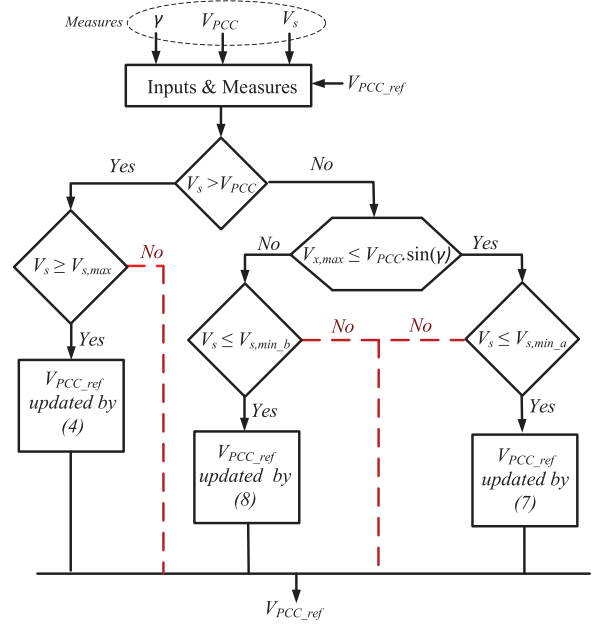 Measures γ V_PCC V_s
Inputs & Measures
V_PCC_ref
Yes
V_s >V_PCC
No
No
V_x,max ≤ V_PCC.sin(γ)
Yes
V_s ≥ V_s,max
No
V_s ≤ V_s,min_b
No
No
V_s ≤ V_s,min_a
Yes
V_PCC_ref
updated by
(4)
Yes
V_PCC_ref
updated by
(8)
Yes
V_PCC_ref
updated by
(7)
V_PCC_ref